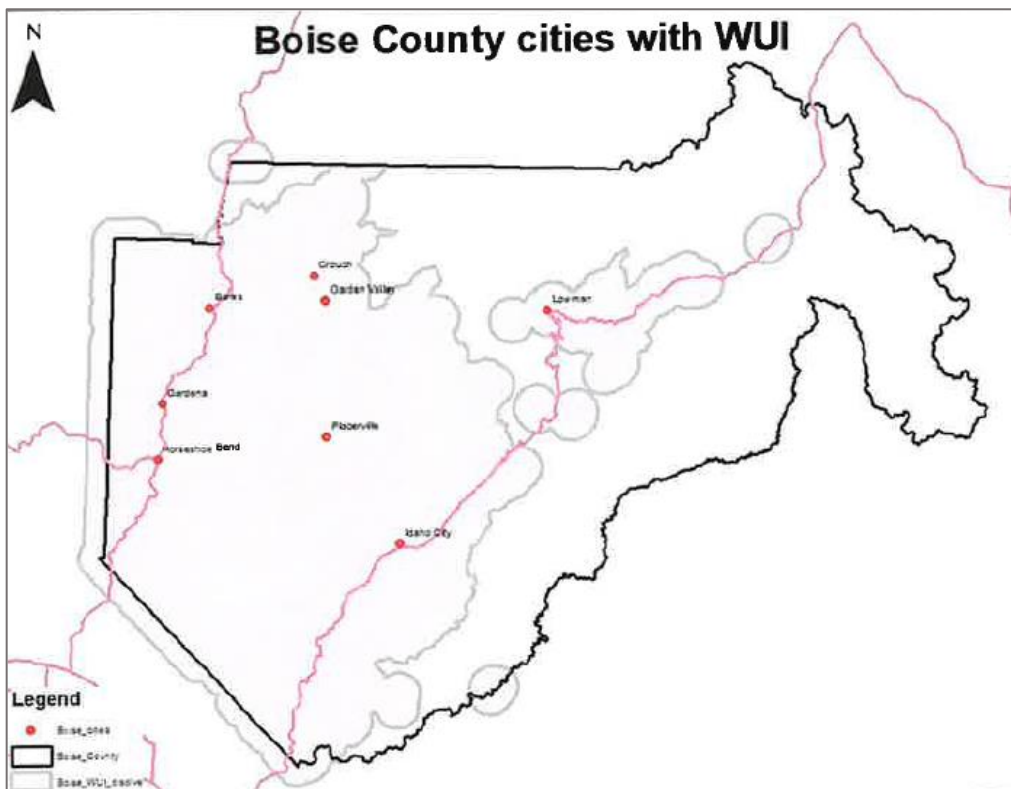 Boise County cities with WUI
N
Crouch
Garden Valley
Banks
Lowman
Gardena
Placerville
Horseshoe Bend
Idaho City
Legend
Boise_cities
Boise_County